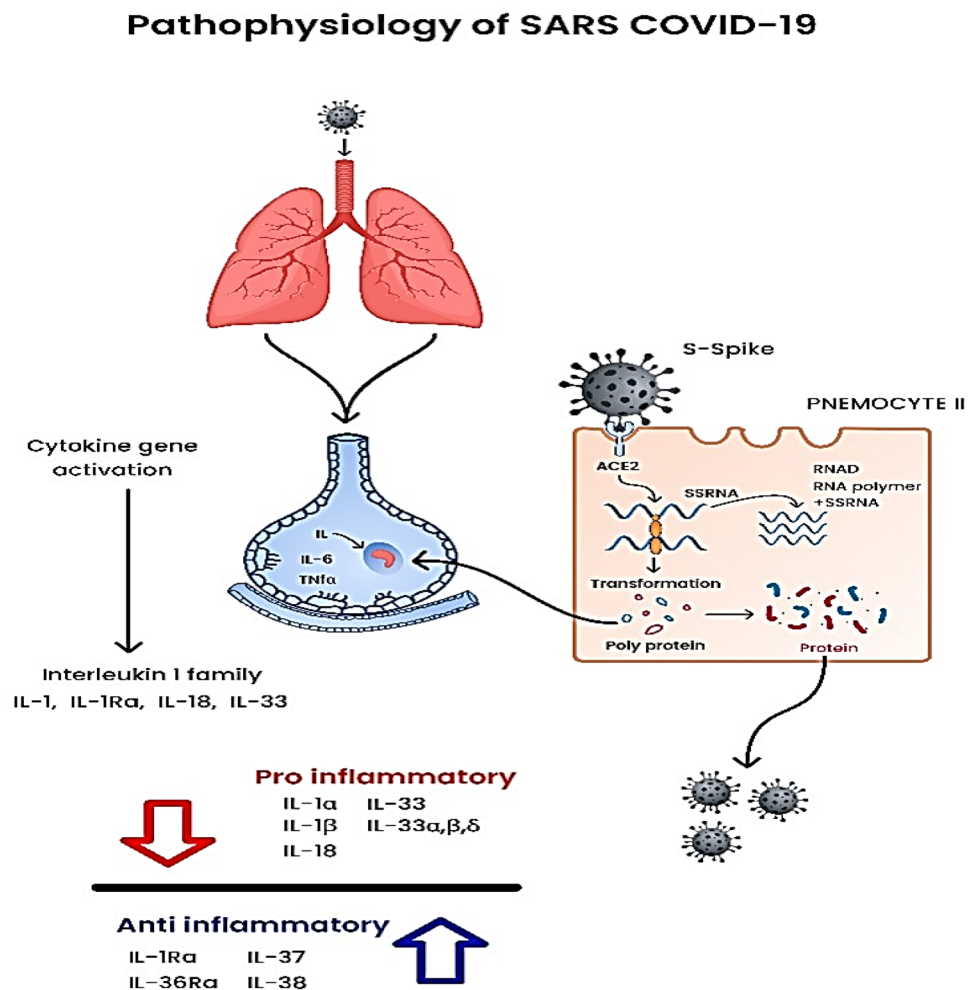 Pathophysiology of SARS COVID-19
S-Spike
PNEMOCYTE II
ACE2
SSRNA
RNAD
RNA polymer
+SSRNA
Transformation
Poly protein
Protein
Cytokine gene
activation
IL
IL-6
TNfα
Interleukin 1 family
IL-1, IL-1Ra, IL-18, IL-33
Pro inflammatory
IL-1α IL-33
IL-1β IL-33α,β,δ
IL-18
Anti inflammatory
IL-1Ra IL-37
IL-36Ra IL-38